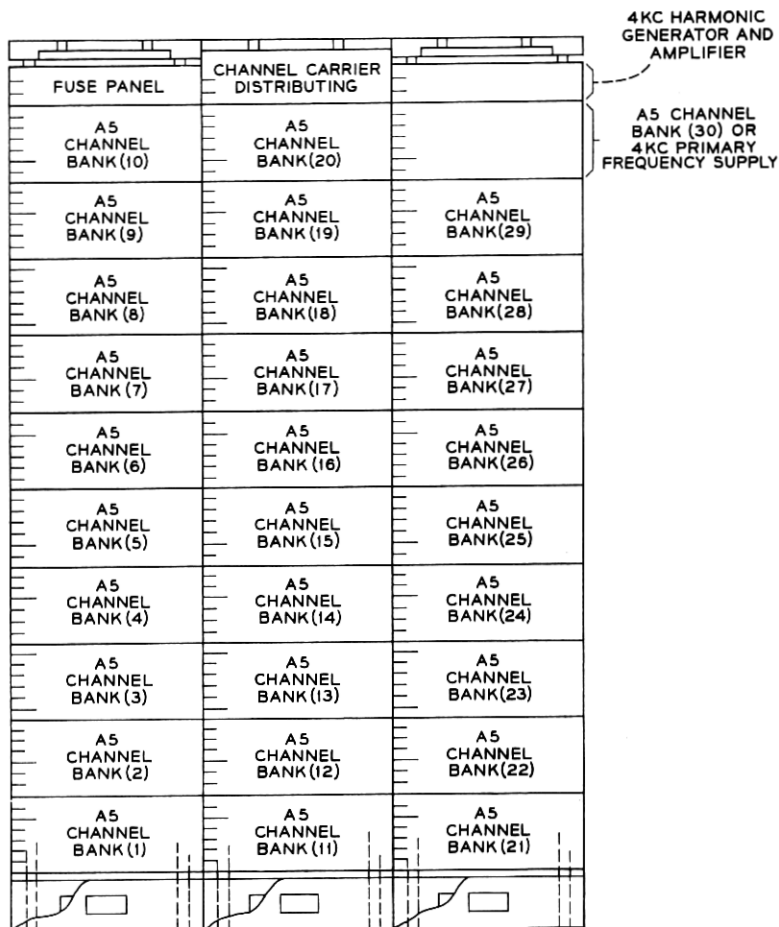 4KC HARMONIC
GENERATOR AND
AMPLIFIER
FUSE PANEL
CHANNEL CARRIER
DISTRIBUTING
A5 CHANNEL
BANK (30) OR
4KC PRIMARY
FREQUENCY SUPPLY
A5
CHANNEL
BANK(10)
A5
CHANNEL
BANK(20)
A5
CHANNEL
BANK(9)
A5
CHANNEL
BANK(19)
A5
CHANNEL
BANK(29)
A5
CHANNEL
BANK(8)
A5
CHANNEL
BANK(18)
A5
CHANNEL
BANK(28)
A5
CHANNEL
BANK(7)
A5
CHANNEL
BANK(17)
A5
CHANNEL
BANK(27)
A5
CHANNEL
BANK(6)
A5
CHANNEL
BANK(16)
A5
CHANNEL
BANK(26)
A5
CHANNEL
BANK(5)
A5
CHANNEL
BANK(15)
A5
CHANNEL
BANK(25)
A5
CHANNEL
BANK(4)
A5
CHANNEL
BANK(14)
A5
CHANNEL
BANK(24)
A5
CHANNEL
BANK(3)
A5
CHANNEL
BANK(13)
A5
CHANNEL
BANK(23)
A5
CHANNEL
BANK(2)
A5
CHANNEL
BANK(12)
A5
CHANNEL
BANK(22)
A5
CHANNEL
BANK(1)
A5
CHANNEL
BANK(11)
A5
CHANNEL
BANK(21)